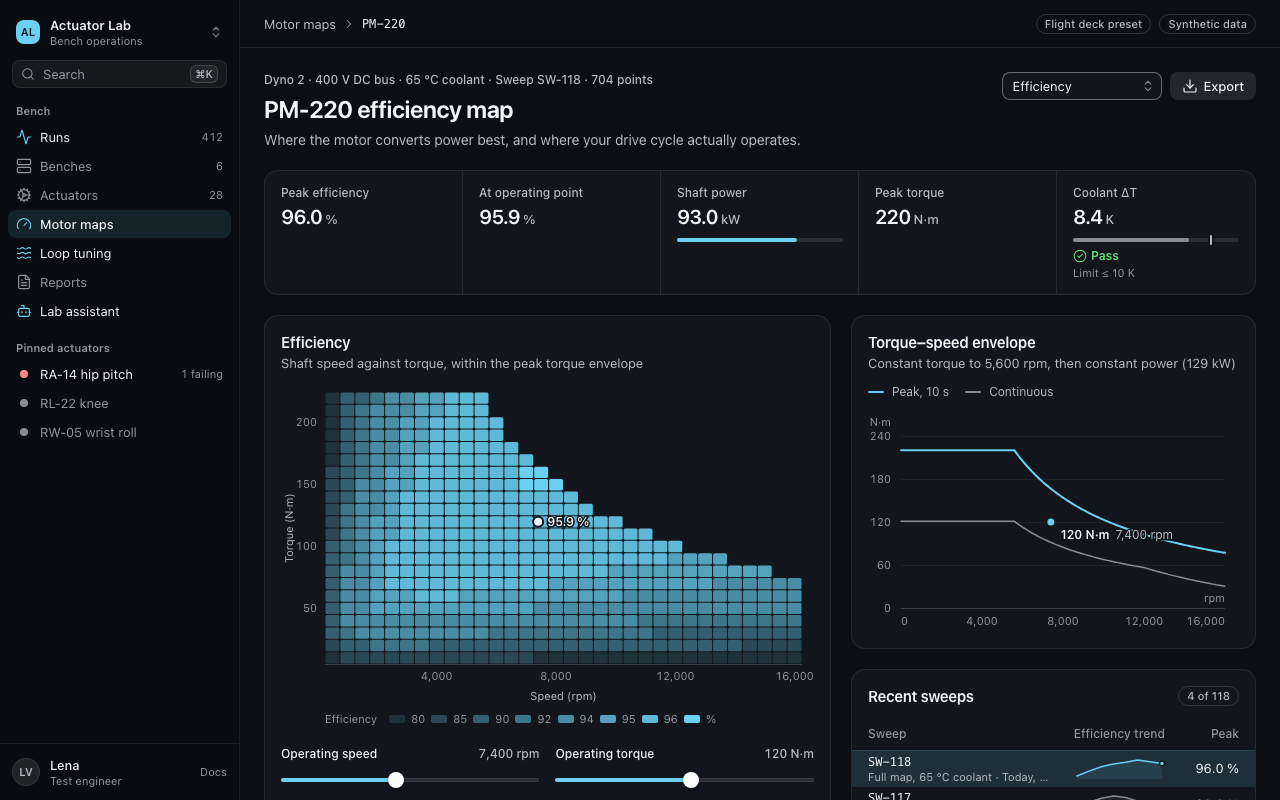 Actuator Lab
Bench operations
Search ⌘K
Bench
Runs 412
Benches 6
Actuators 28
Motor maps
Loop tuning
Reports
Lab assistant
Pinned actuators
RA-14 hip pitch 1 failing
RL-22 knee
RW-05 wrist roll
LV Lena Docs
Test engineer
Motor maps > PM-220
Flight deck preset Synthetic data
Dyno 2 · 400 V DC bus · 65 °C coolant · Sweep SW-118 · 704 points
PM-220 efficiency map
Where the motor converts power best, and where your drive cycle actually operates.
Efficiency Export
Peak efficiency
96.0 %
At operating point
95.9 %
Shaft power
93.0 kW
Peak torque
220 N·m
Coolant ΔT
8.4 K
Pass
Limit ≤ 10 K
Efficiency
Shaft speed against torque, within the peak torque envelope
Torque (N·m)
200
150
100
50
95.9 %
4,000 8,000 12,000 16,000
Speed (rpm)
Efficiency 80 85 90 92 94 95 96 %
Operating speed 7,400 rpm
Operating torque 120 N·m
Torque–speed envelope
Constant torque to 5,600 rpm, then constant power (129 kW)
Peak, 10 s Continuous
N·m
240
180
120
60
0
120 N·m 7,400 rpm
rpm
0 4,000 8,000 12,000 16,000
Recent sweeps 4 of 118
Sweep Efficiency trend Peak
SW-118
Full map, 65 °C coolant · Today, ... 96.0 %
SW-117